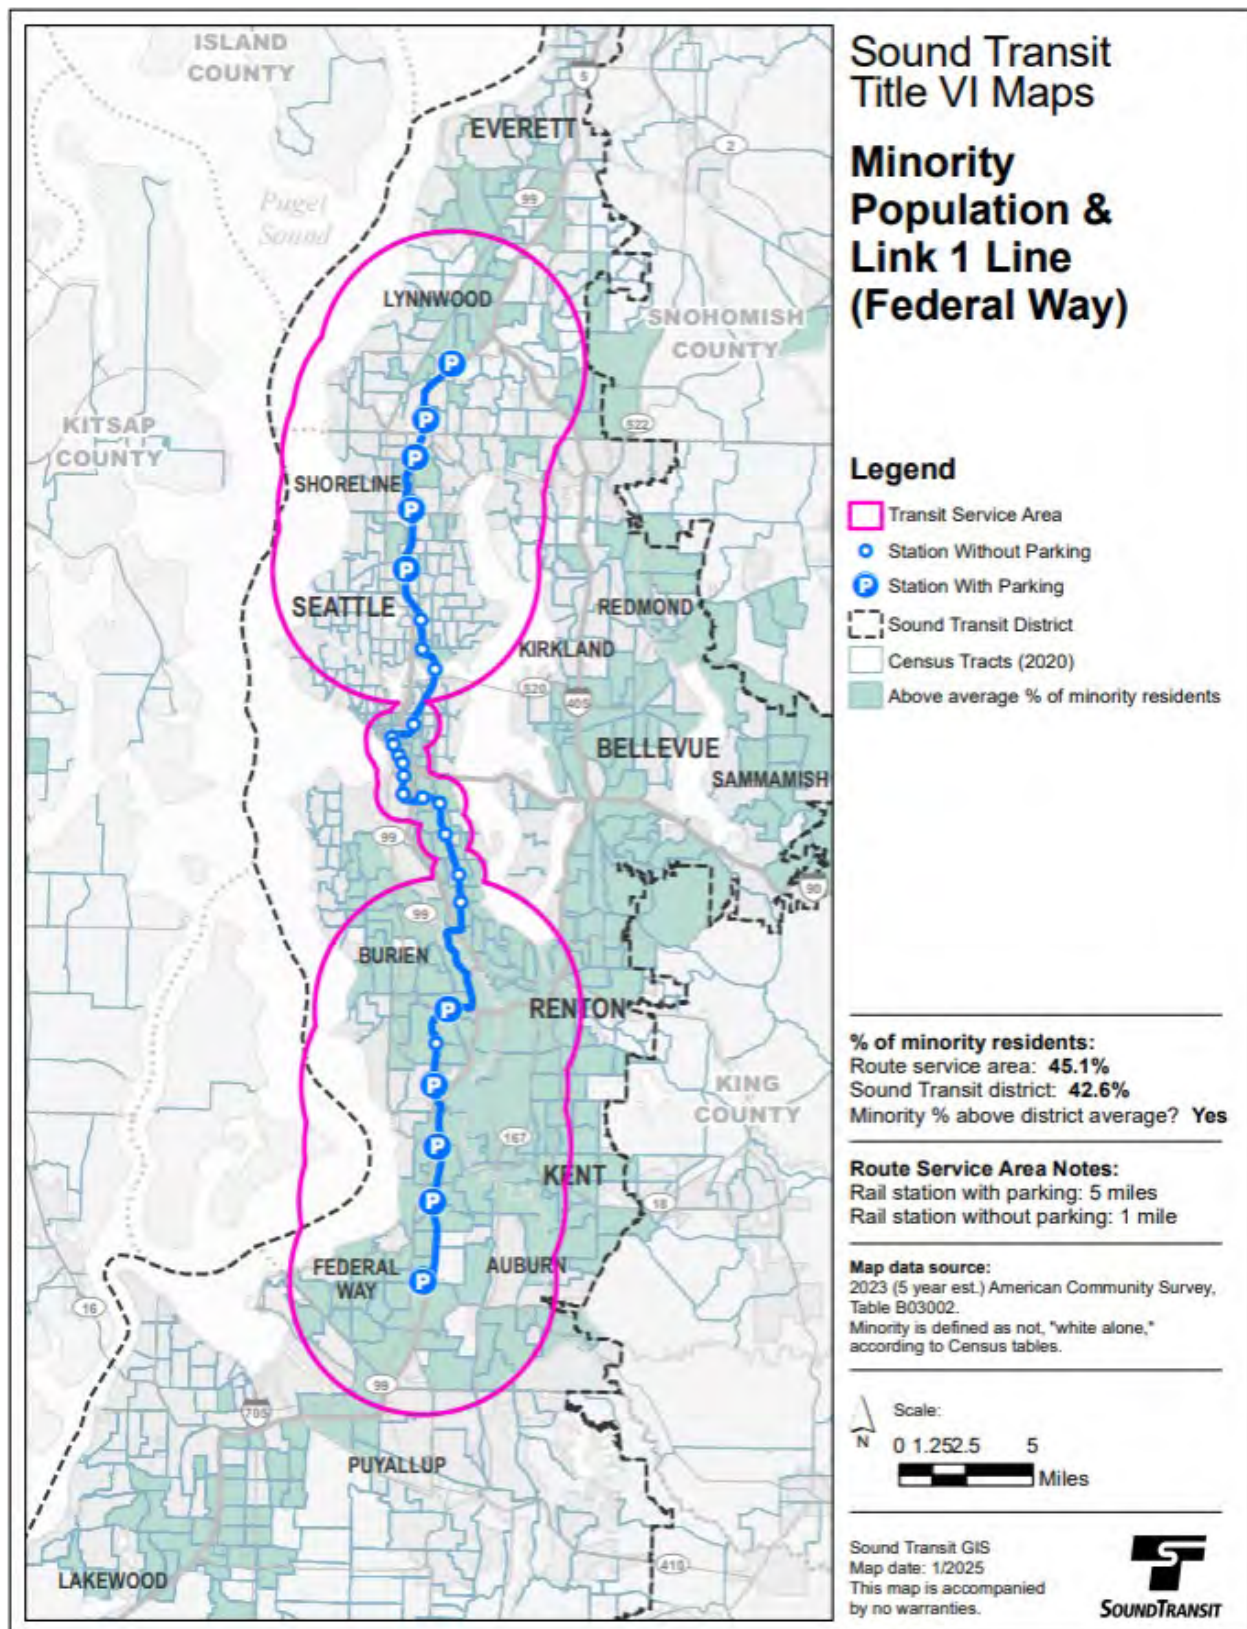 ISLAND
COUNTY
5
EVERETT
2
99
Puget
Sound
LYNNWOOD
SNOHOMISH
COUNTY
P
P
522
KITSAP
COUNTY
P
SHORELINE
P
P
SEATTLE
REDMOND
KIRKLAND
520
405
BELLEVUE
SAMMAMISH
99
90
99
BURIEN
P
RENTON
P
KING
COUNTY
167
P
KENT
P
18
FEDERAL
WAY
AUBURN
P
16
99
705
PUYALLUP
410
LAKEWOOD
Sound Transit
Title VI Maps
Minority
Population &
Link 1 Line
(Federal Way)
Legend
Transit Service Area
Station Without Parking
P Station With Parking
Sound Transit District
Census Tracts (2020)
Above average % of minority residents
% of minority residents:
Route service area: 45.1%
Sound Transit district: 42.6%
Minority % above district average? Yes
Route Service Area Notes:
Rail station with parking: 5 miles
Rail station without parking: 1 mile
Map data source:
2023 (5 year est.) American Community Survey,
Table B03002.
Minority is defined as not, "white alone,"
according to Census tables.
N
Scale:
0 1.252.5 5
Miles
Sound Transit GIS
Map date: 1/2025
This map is accompanied
by no warranties.
SOUNDTRANSIT